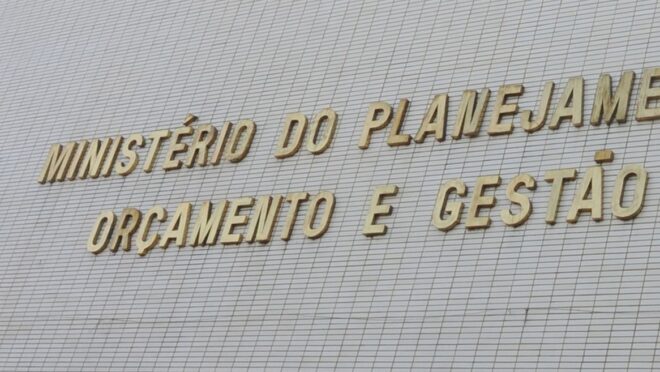 MINISTÉRIO DO PLANEJAME
ORÇAMENTO E GESTÃO